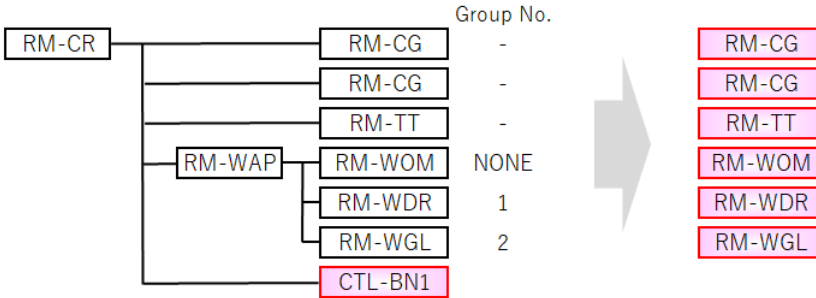 Group No.
RM-CR RM-CG - RM-CG
RM-CG - RM-CG
RM-TT - RM-TT
RM-WAP RM-WOM NONE RM-WOM
RM-WDR 1 RM-WDR
RM-WGL 2 RM-WGL
CTL-BN1